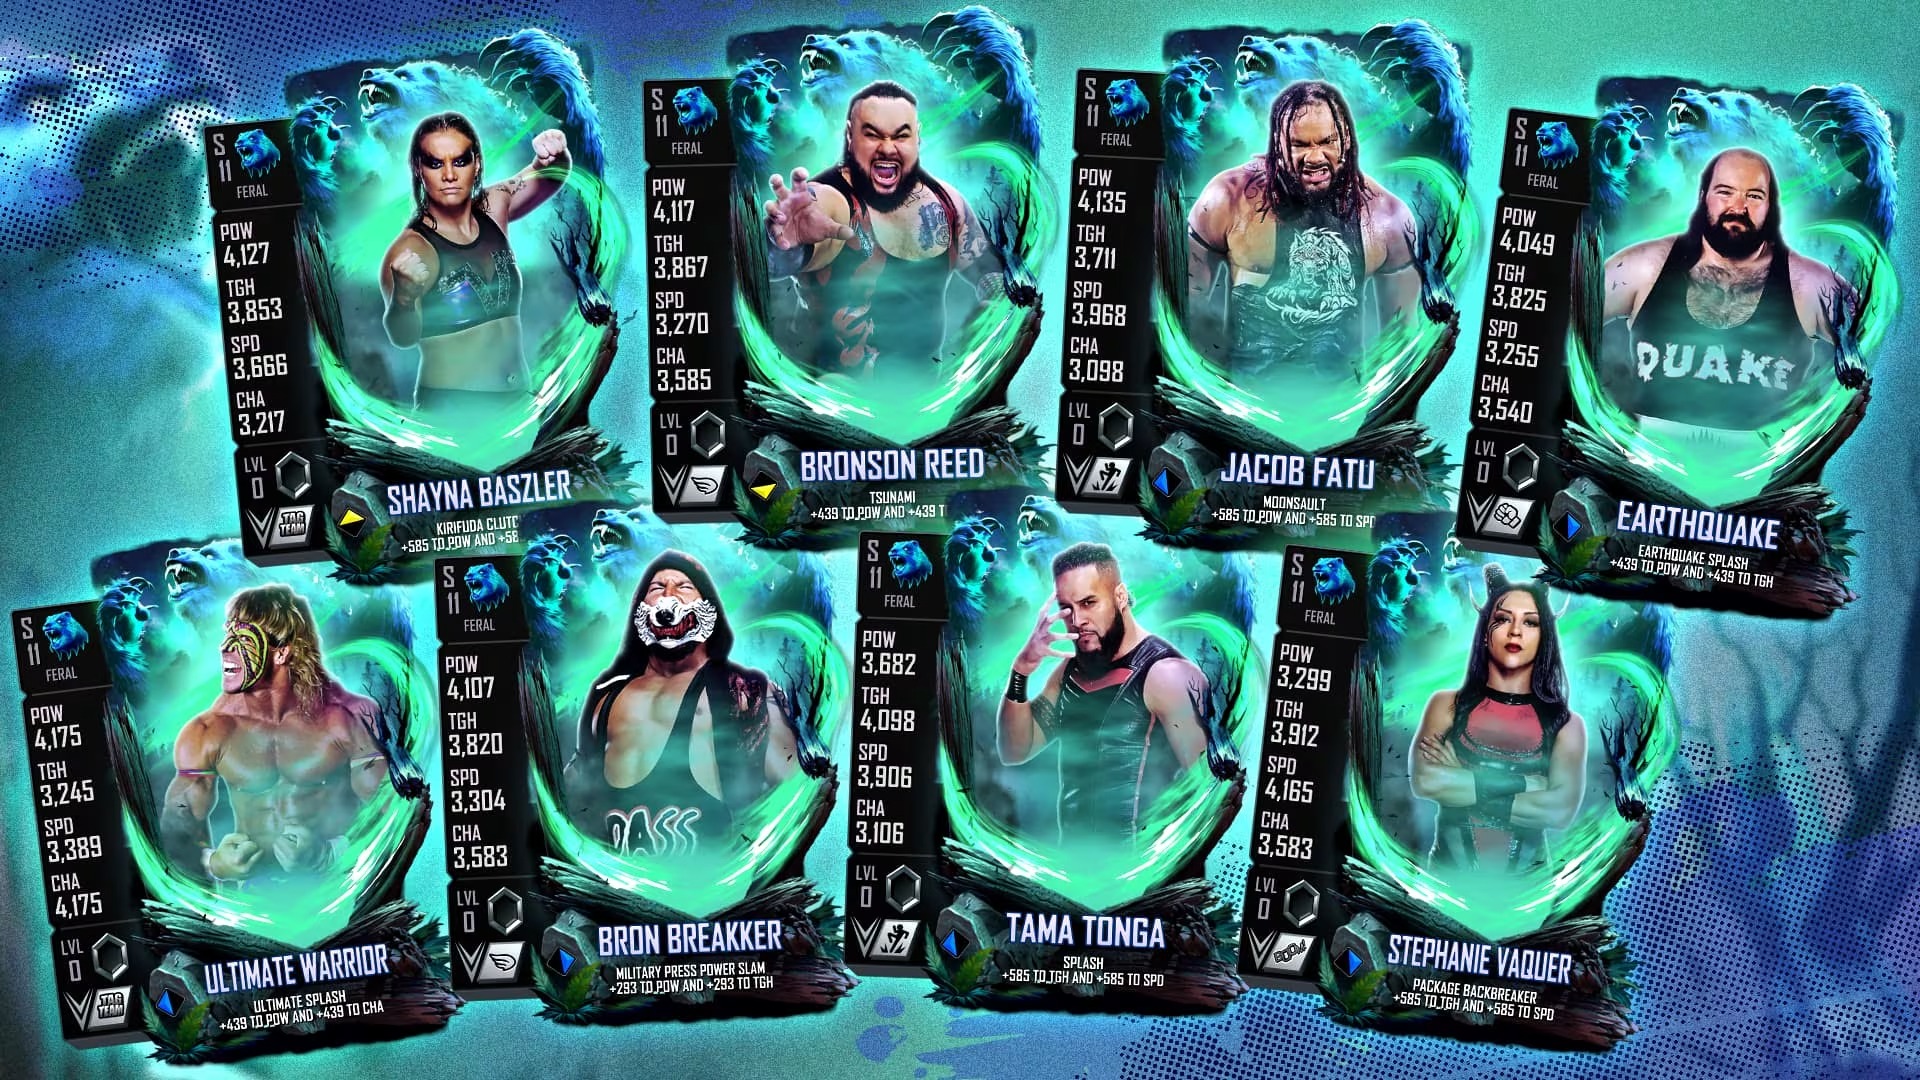 S
11
FERAL
POW
4,127
TGH
3,853
SPD
3,666
CHA
3,217
LVL
0
TAG
TEAM
SHAYNA BASZLER
KIRIFUDA CLUTC
+585 TO POW AND +58
S
11
FERAL
POW
4,117
TGH
3,867
SPD
3,270
CHA
3,585
LVL
0
BRONSON REED
TSUNAMI
+439 TO POW AND +439 T
S
11
FERAL
POW
4,135
TGH
3,711
SPD
3,968
CHA
3,098
LVL
0
JACOB FATU
MOONSAULT
+585 TO POW AND +585 TO SPD
S
11
FERAL
POW
4,049
TGH
3,825
SPD
3,255
CHA
3,540
LVL
0
QUAKE
EARTHQUAKE
EARTHQUAKE SPLASH
+439 TO POW AND +439 TO TGH
S
11
FERAL
POW
4,175
TGH
3,245
SPD
3,389
CHA
4,175
LVL
0
TAG
TEAM
ULTIMATE WARRIOR
ULTIMATE SPLASH
+439 TO POW AND +439 TO CHA
S
11
FERAL
POW
4,107
TGH
3,820
SPD
3,304
CHA
3,583
LVL
0
BRON BREAKKER
MILITARY PRESS POWER SLAM
+293 TO POW AND +293 TO TGH
S
11
FERAL
POW
3,682
TGH
4,098
SPD
3,906
CHA
3,106
LVL
0
TAMA TONGA
SPLASH
+585 TO TGH AND +585 TO SPD
S
11
FERAL
POW
3,299
TGH
3,912
SPD
4,165
CHA
3,583
LVL
0
BOOM!
STEPHANIE VAQUER
PACKAGE BACKBREAKER
+585 TO TGH AND +585 TO SPD